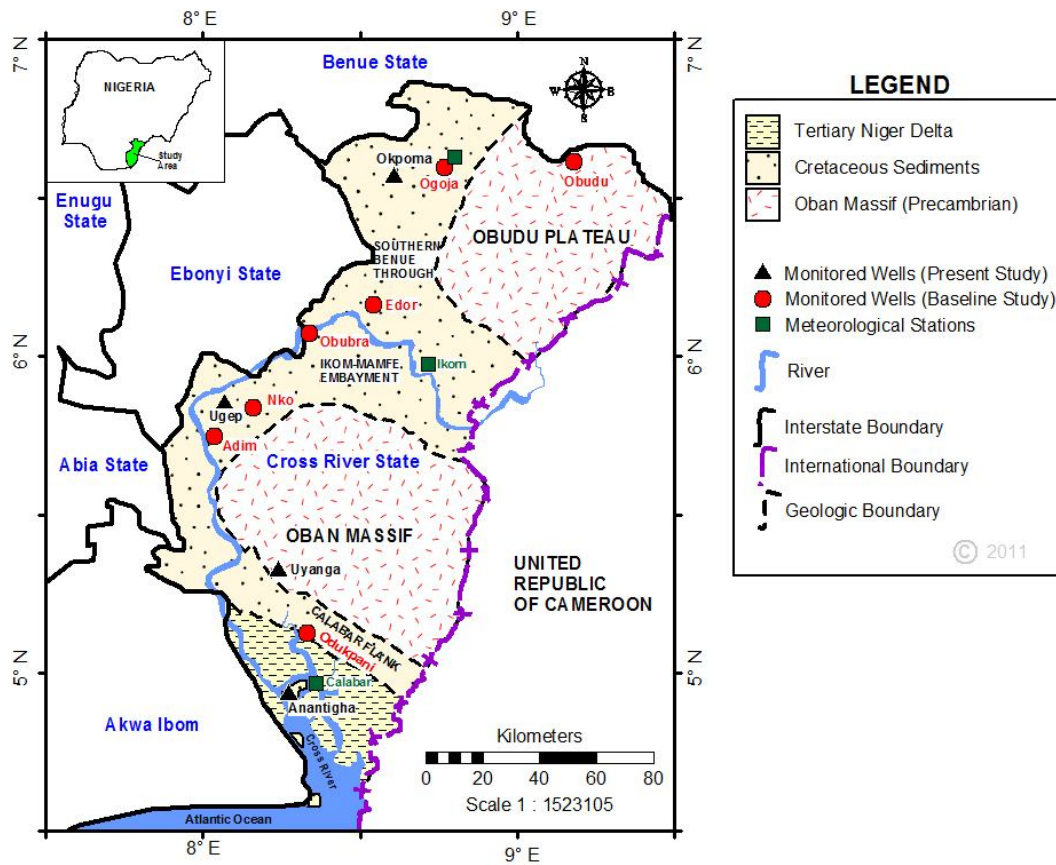 8° E
9° E
7° N
7° N
NIGERIA
Study
Area
Benue State
N
W
B
S
Okpoma
Ogoja
Obudu
Enugu
State
OBUDU PLATEAU
SOUTHERN
BENUE
THROUGH
Ebonyi State
Edor
Obubra
6° N
6° N
IKOM-MAMFE
EMBAYMENT
Ikom
Ugep
Nko
Adim
Abia State
Cross River State
OBAN MASSIF
Uyanga
UNITED
REPUBLIC
OF CAMEROON
CALABAR FLANK
Odukpani
5° N
5° N
Calabar
Anantigha
Akwa Ibom
Cross River
Kilometers
0 10 20 40 60 80
Scale 1 : 1523105
Atlantic Ocean
8° E
9° E
LEGEND
Tertiary Niger Delta
Cretaceous Sediments
Oban Massif (Precambrian)
Monitored Wells (Present Study)
Monitored Wells (Baseline Study)
Meteorological Stations
River
Interstate Boundary
International Boundary
Geologic Boundary
© 2011